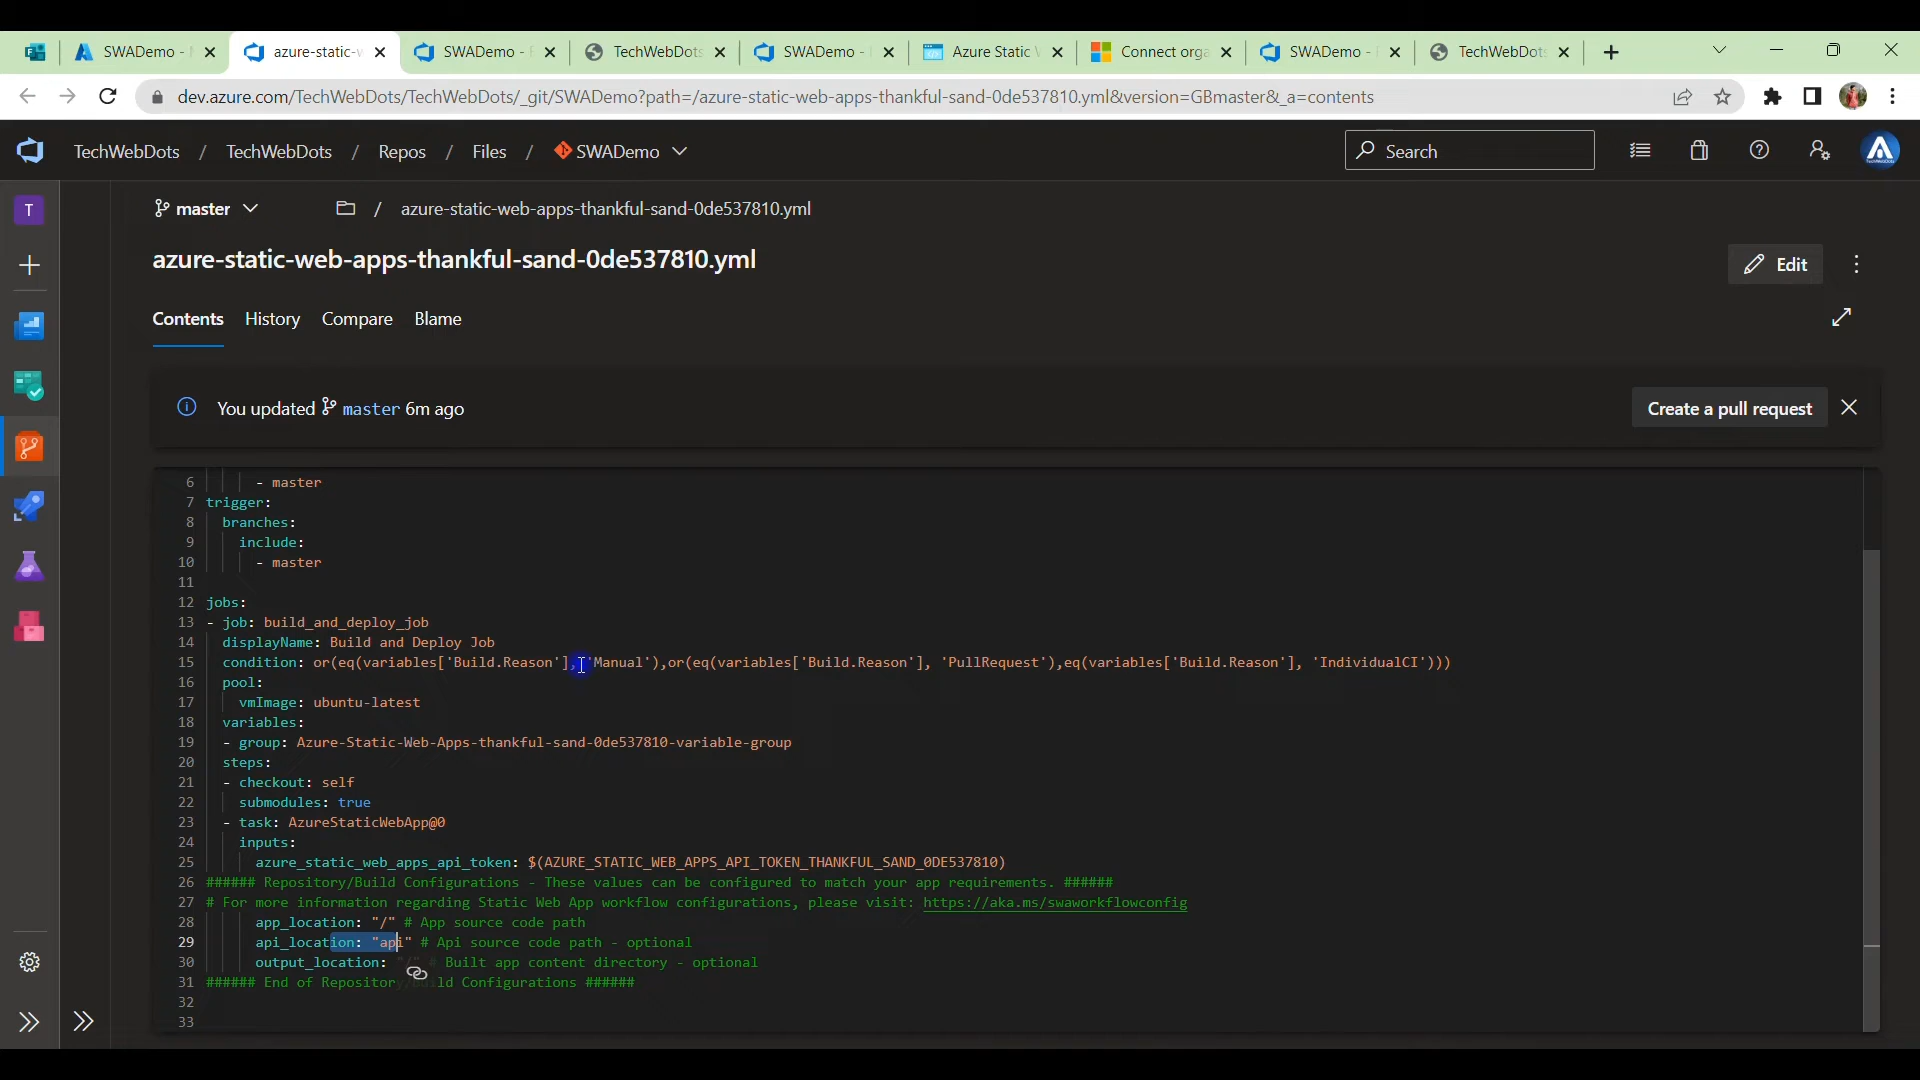 SWADemo -
azure-static-w
SWADemo -
TechWebDots
SWADemo -
Azure Static
Connect orga
SWADemo -
TechWebDots
dev.azure.com/TechWebDots/TechWebDots/_git/SWADemo?path=/azure-static-web-apps-thankful-sand-0de537810.yml&version=GBmaster&_a=contents
TechWebDots / TechWebDots / Repos / Files / SWADemo
Search
T
master
/ azure-static-web-apps-thankful-sand-0de537810.yml
azure-static-web-apps-thankful-sand-0de537810.yml
Edit
Contents History Compare Blame
You updated master 6m ago
Create a pull request
6 - master
7 trigger:
8 branches:
9 include:
10 - master
11
12 jobs:
13 - job: build_and_deploy_job
14 displayName: Build and Deploy Job
15 condition: or(eq(variables['Build.Reason'], 'Manual'),or(eq(variables['Build.Reason'], 'PullRequest'),eq(variables['Build.Reason'], 'IndividualCI')))
16 pool:
17 vmImage: ubuntu-latest
18 variables:
19 - group: Azure-Static-Web-Apps-thankful-sand-0de537810-variable-group
20 steps:
21 - checkout: self
22 submodules: true
23 - task: AzureStaticWebApp@0
24 inputs:
25 azure_static_web_apps_api_token: $(AZURE_STATIC_WEB_APPS_API_TOKEN_THANKFUL_SAND_0DE537810)
26 ###### Repository/Build Configurations - These values can be configured to match your app requirements. ######
27 # For more information regarding Static Web App workflow configurations, please visit: https://aka.ms/swaworkflowconfig
28 app_location: "/" # App source code path
29 api_location: "api" # Api source code path - optional
30 output_location: "/" # Built app content directory - optional
31 ###### End of Repository/Build Configurations ######
32
33